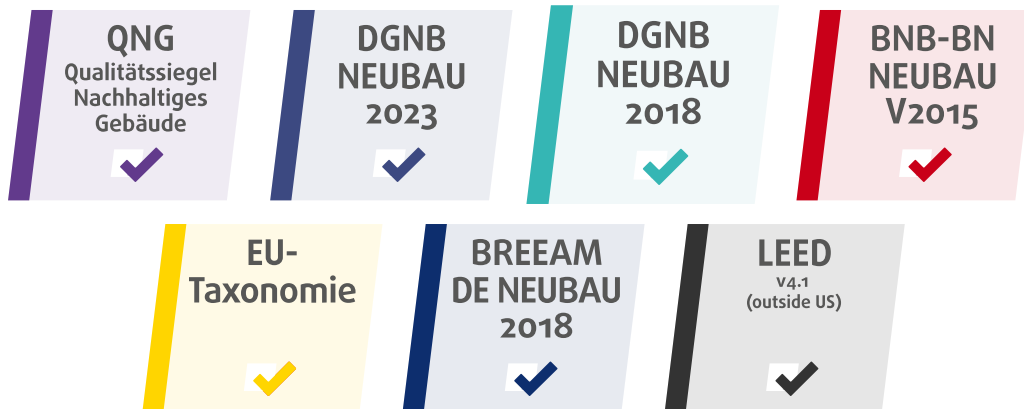 QNG
Qualitätssiegel
Nachhaltiges
Gebäude
DGNB
NEUBAU
2023
DGNB
NEUBAU
2018
BNB-BN
NEUBAU
V2015
EU-
Taxonomie
BREEAM
DE NEUBAU
2018
LEED
v4.1
(outside US)